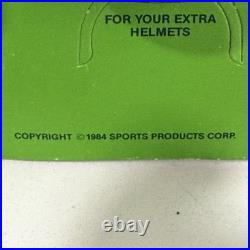 FOR YOUR EXTRA
HELMETS
COPYRIGHT ©1984 SPORTS PRODUCTS CORP.